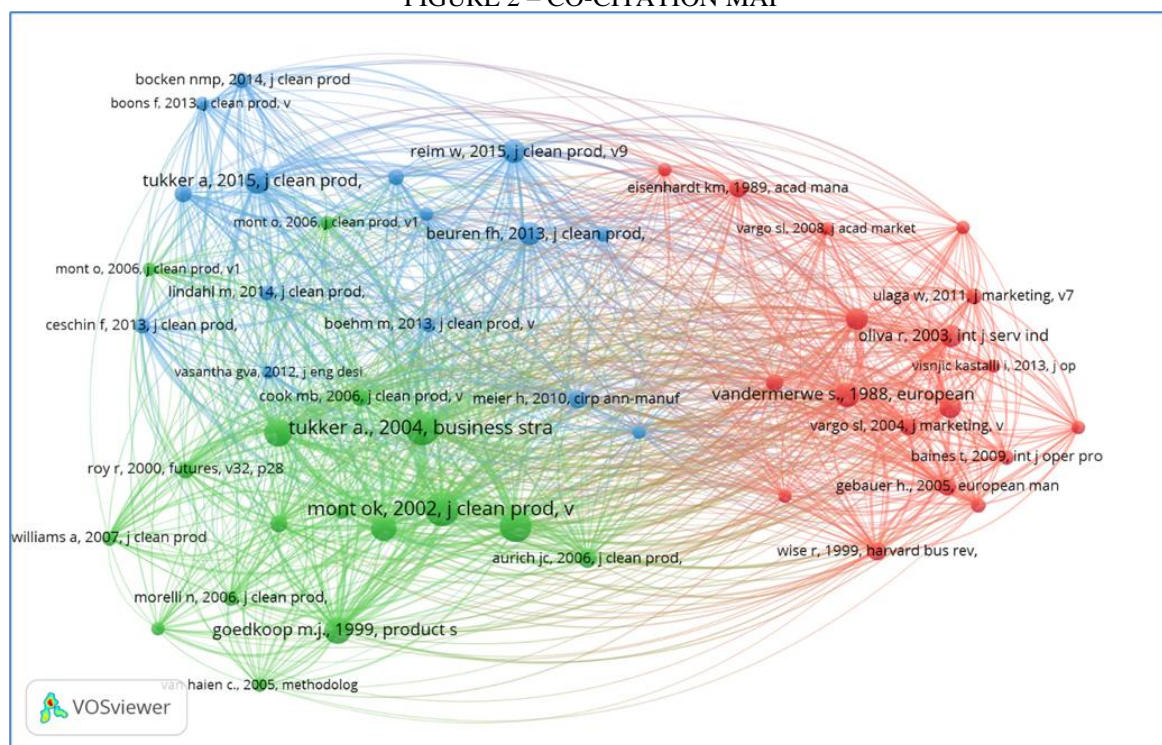 FIGURE 2 – CO-CITATION MAP
bocken nmp, 2014, j clean prod
boons f, 2013, j clean prod, v
reim w, 2015, j clean prod, v9
tukker a, 2015, j clean prod,
eisenhardt km, 1989, acad mana
mont o, 2006, j clean prod, v1
beuren fh, 2013, j clean prod,
vargo sl, 2008, j acad market
mont o, 2006, j clean prod, v1
lindahl m, 2014, j clean prod,
ulaga w, 2011, j marketing, v7
ceschin f, 2013, j clean prod,
boehm m, 2013, j clean prod, v
oliva r, 2003, int j serv ind
vasantha gva, 2012, j eng desi
visnjic kastalli i, 2013, j op
cook mb, 2006, j clean prod, v
meier h, 2010, cirp ann-manuf
vandermerwe s., 1988, european
tukker a., 2004, business stra
vargo sl, 2004, j marketing, v
roy r, 2000, futures, v32, p28
baines t, 2009, int j oper pro
gebauer h., 2005, european man
mont ok, 2002, j clean prod, v
williams a, 2007, j clean prod
aurich jc, 2006, j clean prod,
wise r, 1999, harvard bus rev,
morelli n, 2006, j clean prod,
goedkoop m.j., 1999, product s
van halen c., 2005, methodolog
VOSviewer